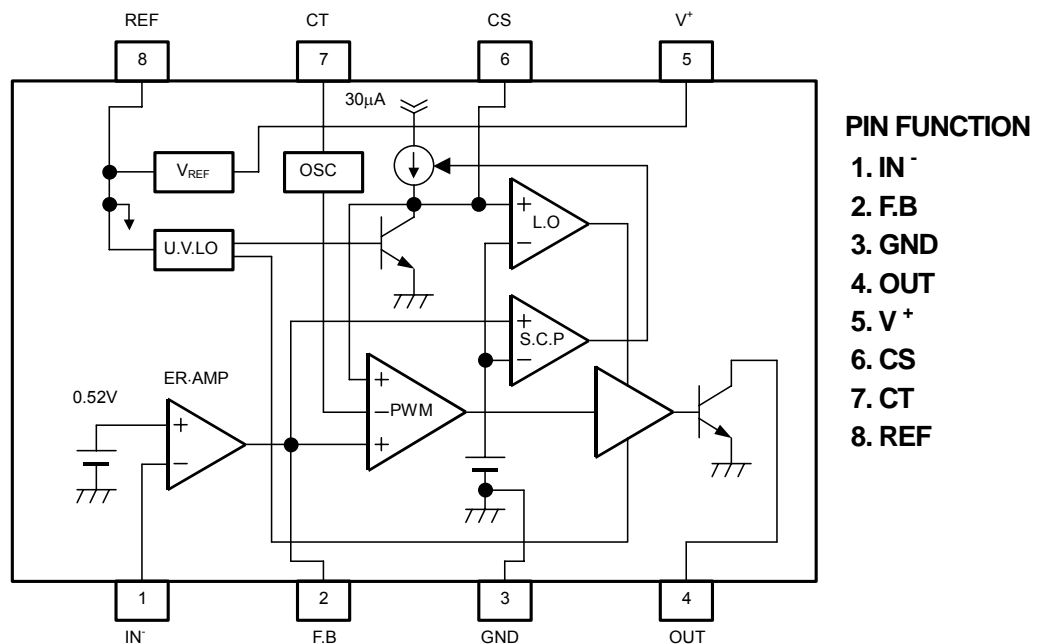 REF CT CS V+
8 7 6 5
30μA
VREF
OSC
U.V.LO
+
L.O
−
+
S.C.P
−
ER·AMP
0.52V
+
−
+
−PWM
+
1 2 3 4
IN- F.B GND OUT
PIN FUNCTION
1. IN -
2. F.B
3. GND
4. OUT
5. V +
6. CS
7. CT
8. REF